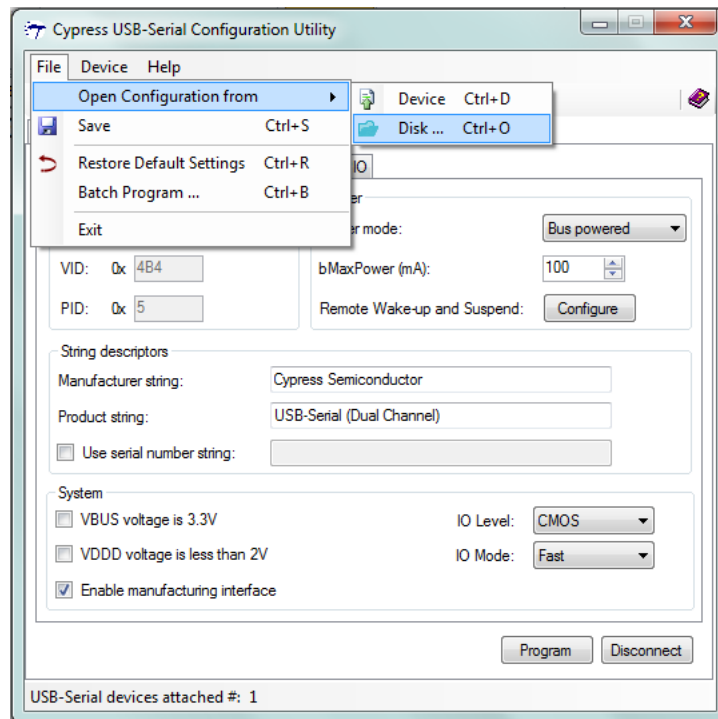 Cypress USB-Serial Configuration Utility
File Device Help
Open Configuration from
Device Ctrl+D
Save Ctrl+S
Disk ... Ctrl+O
Restore Default Settings Ctrl+R
IO
Batch Program ... Ctrl+B
Exit
mode: Bus powered
VID: 0x 4B4
bMaxPower (mA): 100
PID: 0x 5
Remote Wake-up and Suspend: Configure
String descriptors
Manufacturer string: Cypress Semiconductor
Product string: USB-Serial (Dual Channel)
Use serial number string:
System
VBUS voltage is 3.3V
IO Level: CMOS
VDDD voltage is less than 2V
IO Mode: Fast
Enable manufacturing interface
Program Disconnect
USB-Serial devices attached #: 1